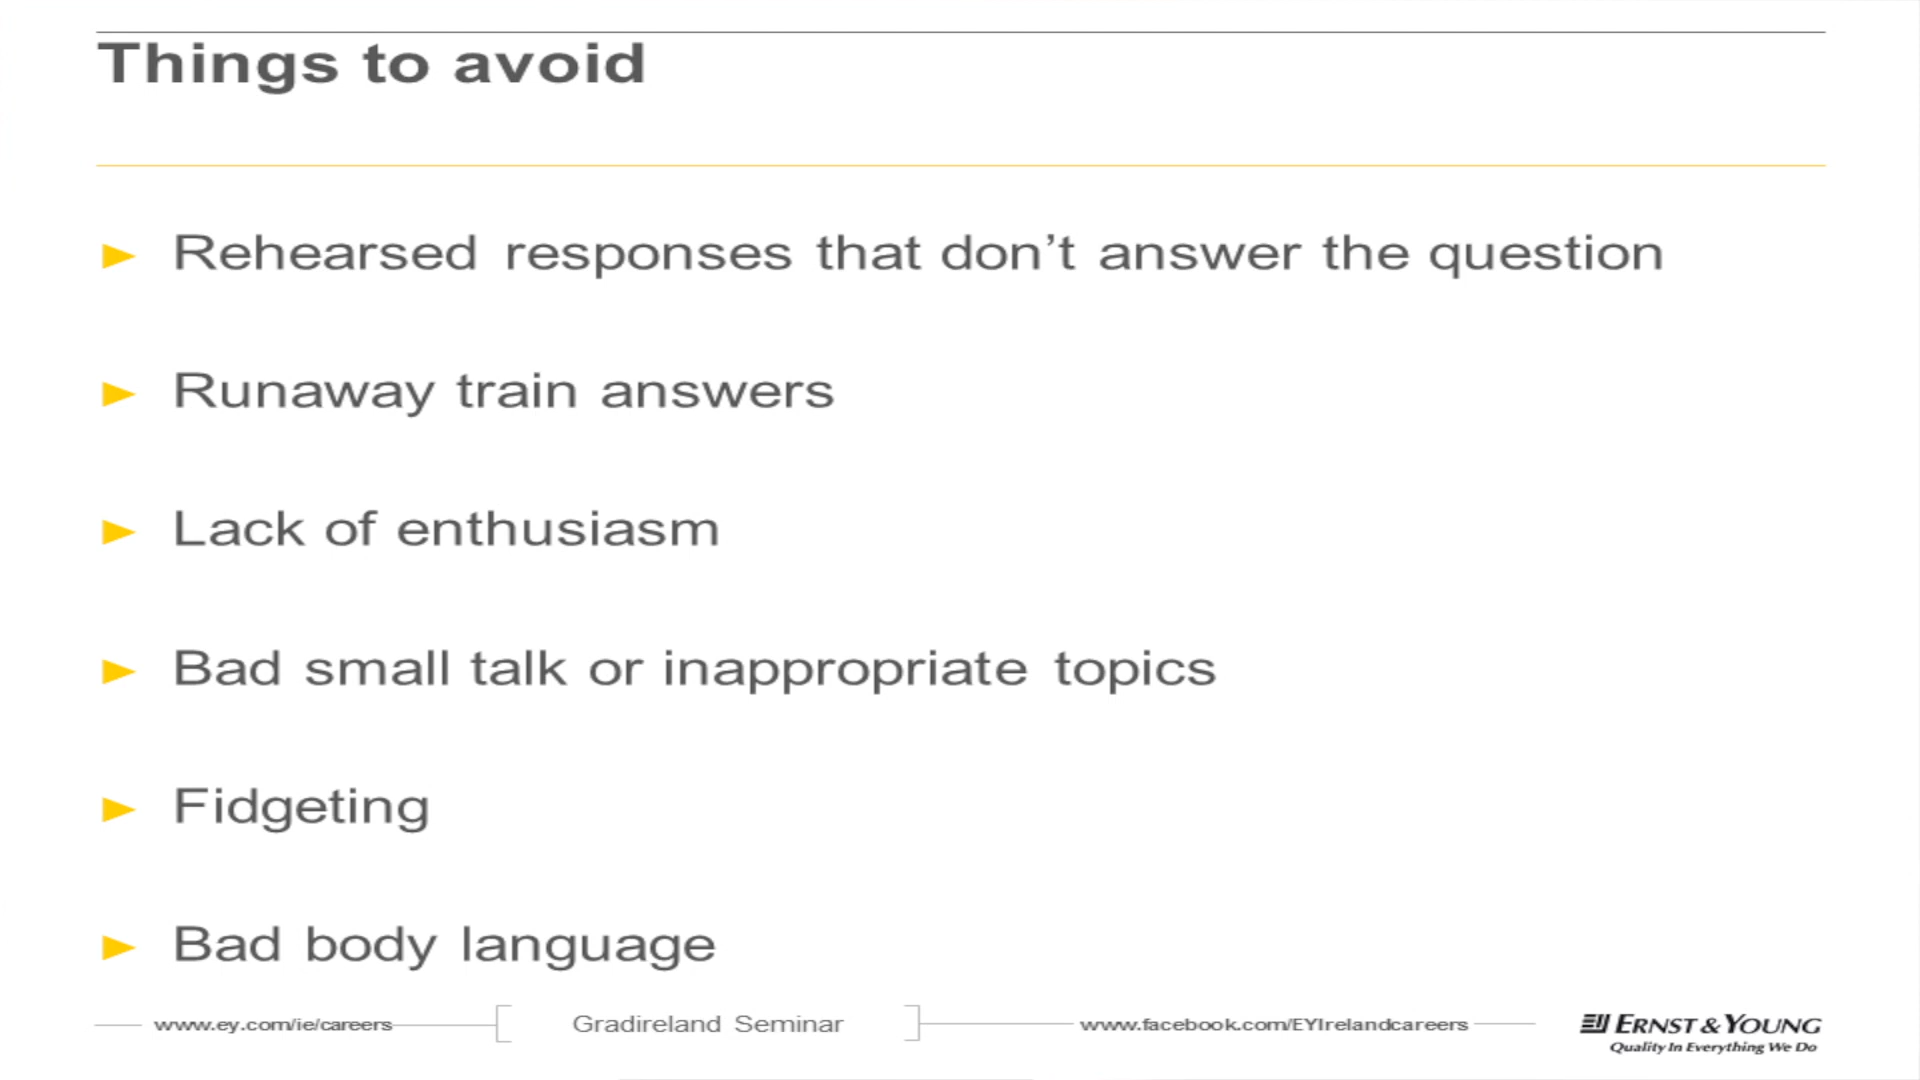 Things to avoid
► Rehearsed responses that don’t answer the question
► Runaway train answers
► Lack of enthusiasm
► Bad small talk or inappropriate topics
► Fidgeting
► Bad body language
www.ey.com/ie/careers
Gradireland Seminar
www.facebook.com/EYIrelandcareers
ERNST & YOUNG
Quality In Everything We Do